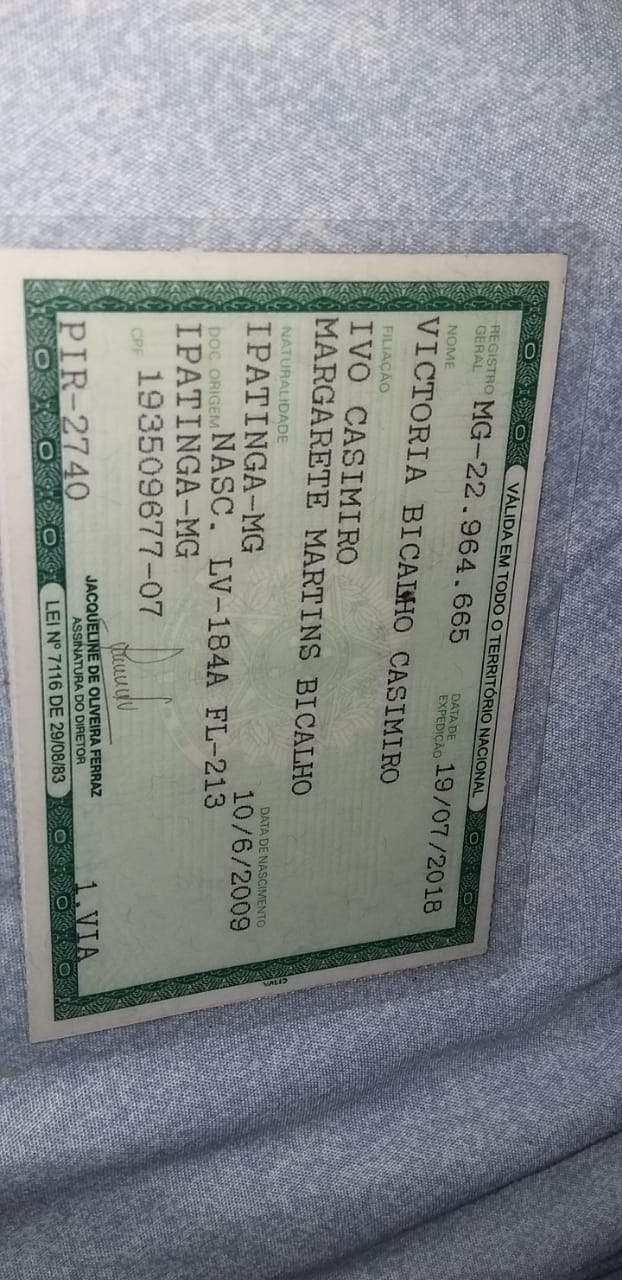 VÁLIDA EM TODO O TERRITÓRIO NACIONAL
REGISTRO GERAL MG-22.964.665 DATA DE EXPEDIÇÃO 19/07/2018
NOME
VICTORIA BICALHO CASIMIRO
FILIAÇÃO
IVO CASIMIRO
MARGARETE MARTINS BICALHO
NATURALIDADE DATA DE NASCIMENTO
IPATINGA-MG 10/6/2009
DOC ORIGEM NASC. LV-184A FL-213
IPATINGA-MG
CPF 193509677-07
PIR-2740 JACQUELINE DE OLIVEIRA FERRAZ 1.VIA
ASSINATURA DO DIRETOR
LEI Nº 7116 DE 29/08/83